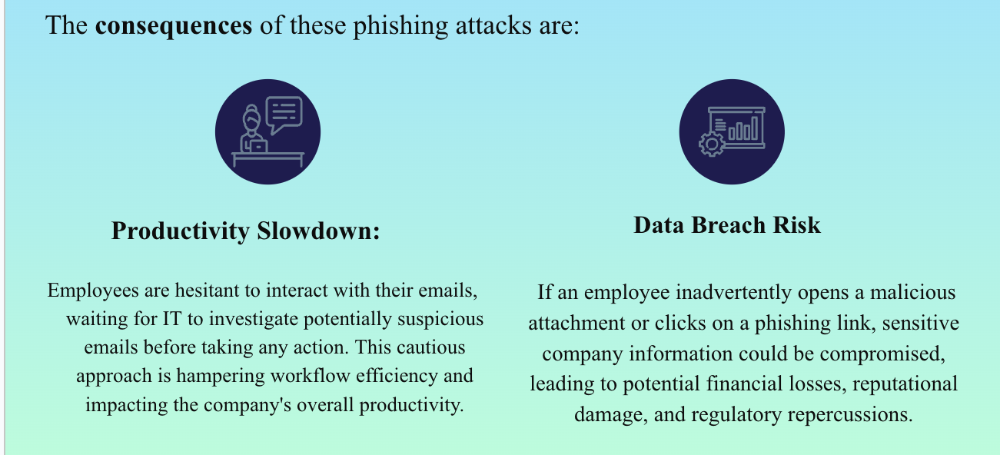 The consequences of these phishing attacks are:
Productivity Slowdown:
Employees are hesitant to interact with their emails,
waiting for IT to investigate potentially suspicious
emails before taking any action. This cautious
approach is hampering workflow efficiency and
impacting the company's overall productivity.
Data Breach Risk
If an employee inadvertently opens a malicious
attachment or clicks on a phishing link, sensitive
company information could be compromised,
leading to potential financial losses, reputational
damage, and regulatory repercussions.